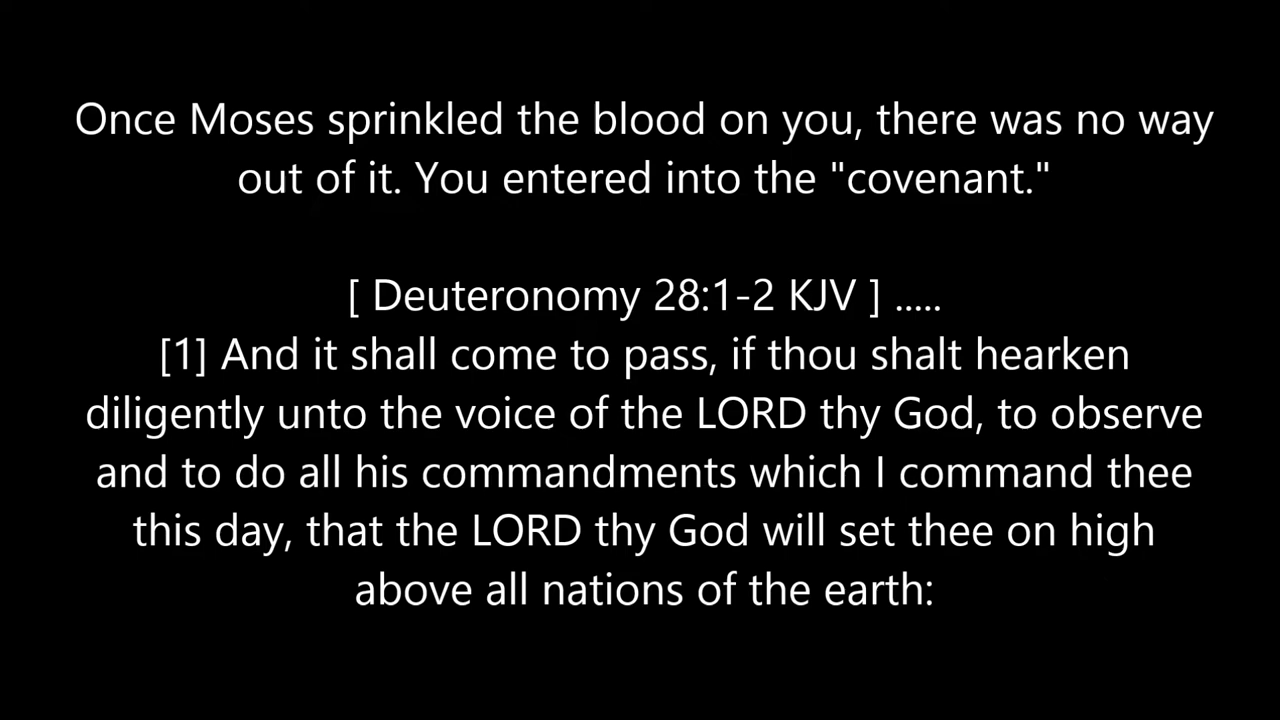 Once Moses sprinkled the blood on you, there was no way
out of it. You entered into the "covenant."
[ Deuteronomy 28:1-2 KJV ] .....
[1] And it shall come to pass, if thou shalt hearken
diligently unto the voice of the LORD thy God, to observe
and to do all his commandments which I command thee
this day, that the LORD thy God will set thee on high
above all nations of the earth: